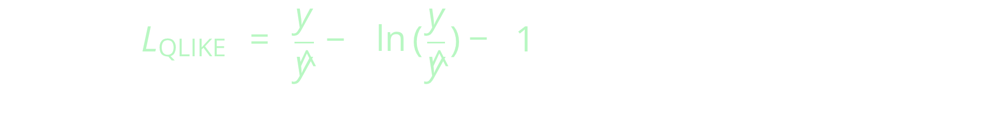 L_QLIKE = y/ŷ − ln(y/ŷ) − 1